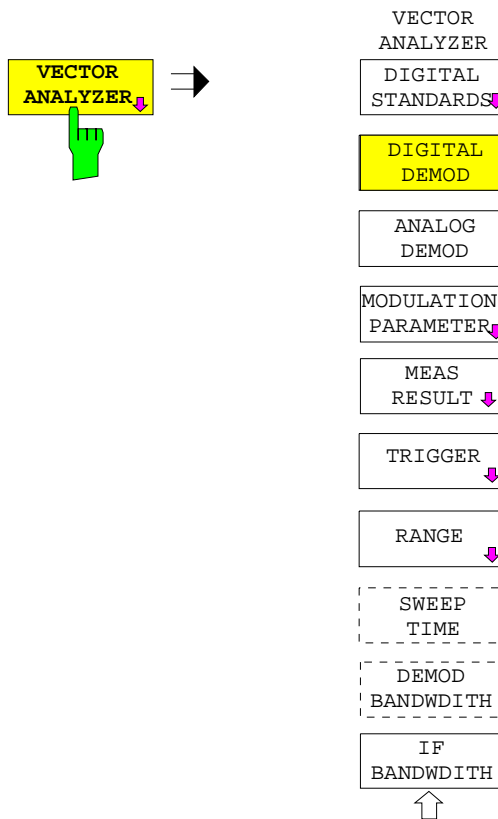 VECTOR
ANALYZER
VECTOR
ANALYZER
DIGITAL
STANDARDS
DIGITAL
DEMOD
ANALOG
DEMOD
MODULATION
PARAMETER
MEAS
RESULT
TRIGGER
RANGE
SWEEP
TIME
DEMOD
BANDWDITH
IF
BANDWDITH